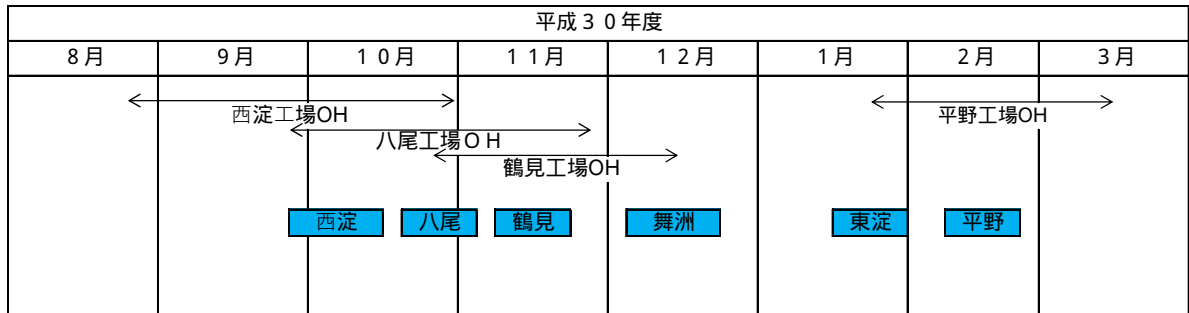 平成３０年度
８月 ９月 １０月 １１月 １２月 １月 ２月 ３月
西淀工場OH 平野工場OH
八尾工場ＯＨ
鶴見工場OH
西淀 八尾 鶴見 舞洲 東淀 平野